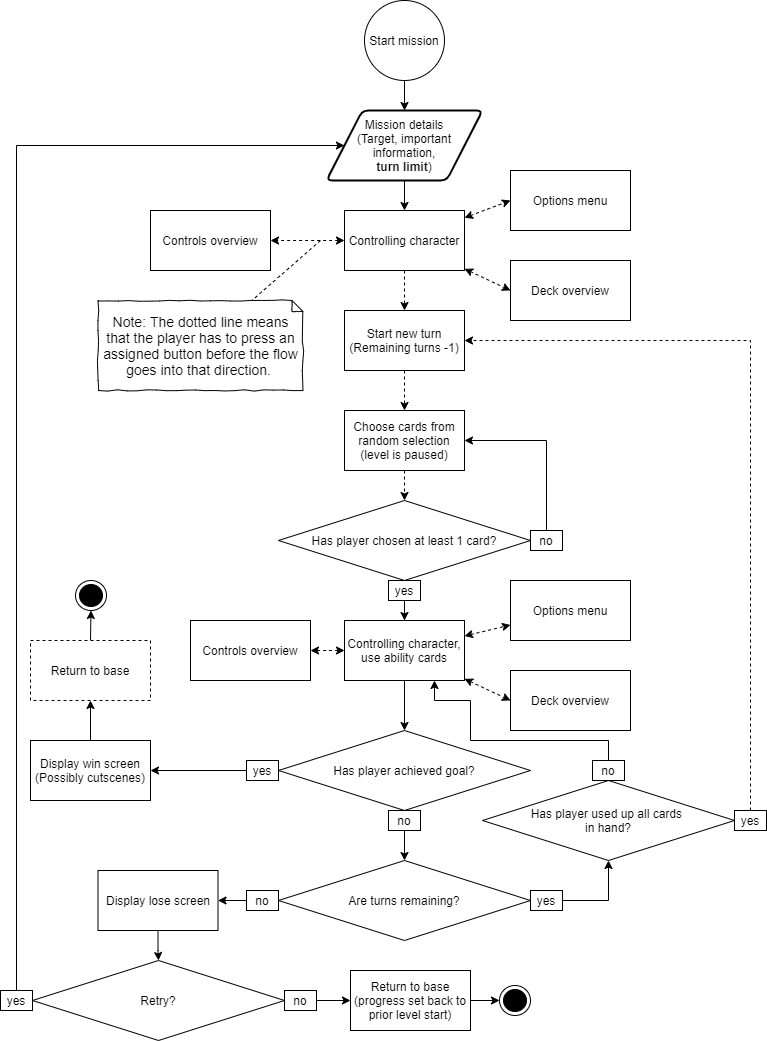 Start mission
Mission details
(Target, important
information,
turn limit)
Options menu
Controls overview
Controlling character
Deck overview
Note: The dotted line means
that the player has to press an
assigned button before the flow
goes into that direction.
Start new turn
(Remaining turns -1)
Choose cards from
random selection
(level is paused)
Has player chosen at least 1 card?
no
yes
Options menu
Controls overview
Controlling character,
use ability cards
Return to base
Deck overview
Display win screen
(Possibly cutscenes)
yes
Has player achieved goal?
no
Has player used up all cards
in hand?
yes
no
Display lose screen
no
Are turns remaining?
yes
yes
Retry?
no
Return to base
(progress set back to
prior level start)